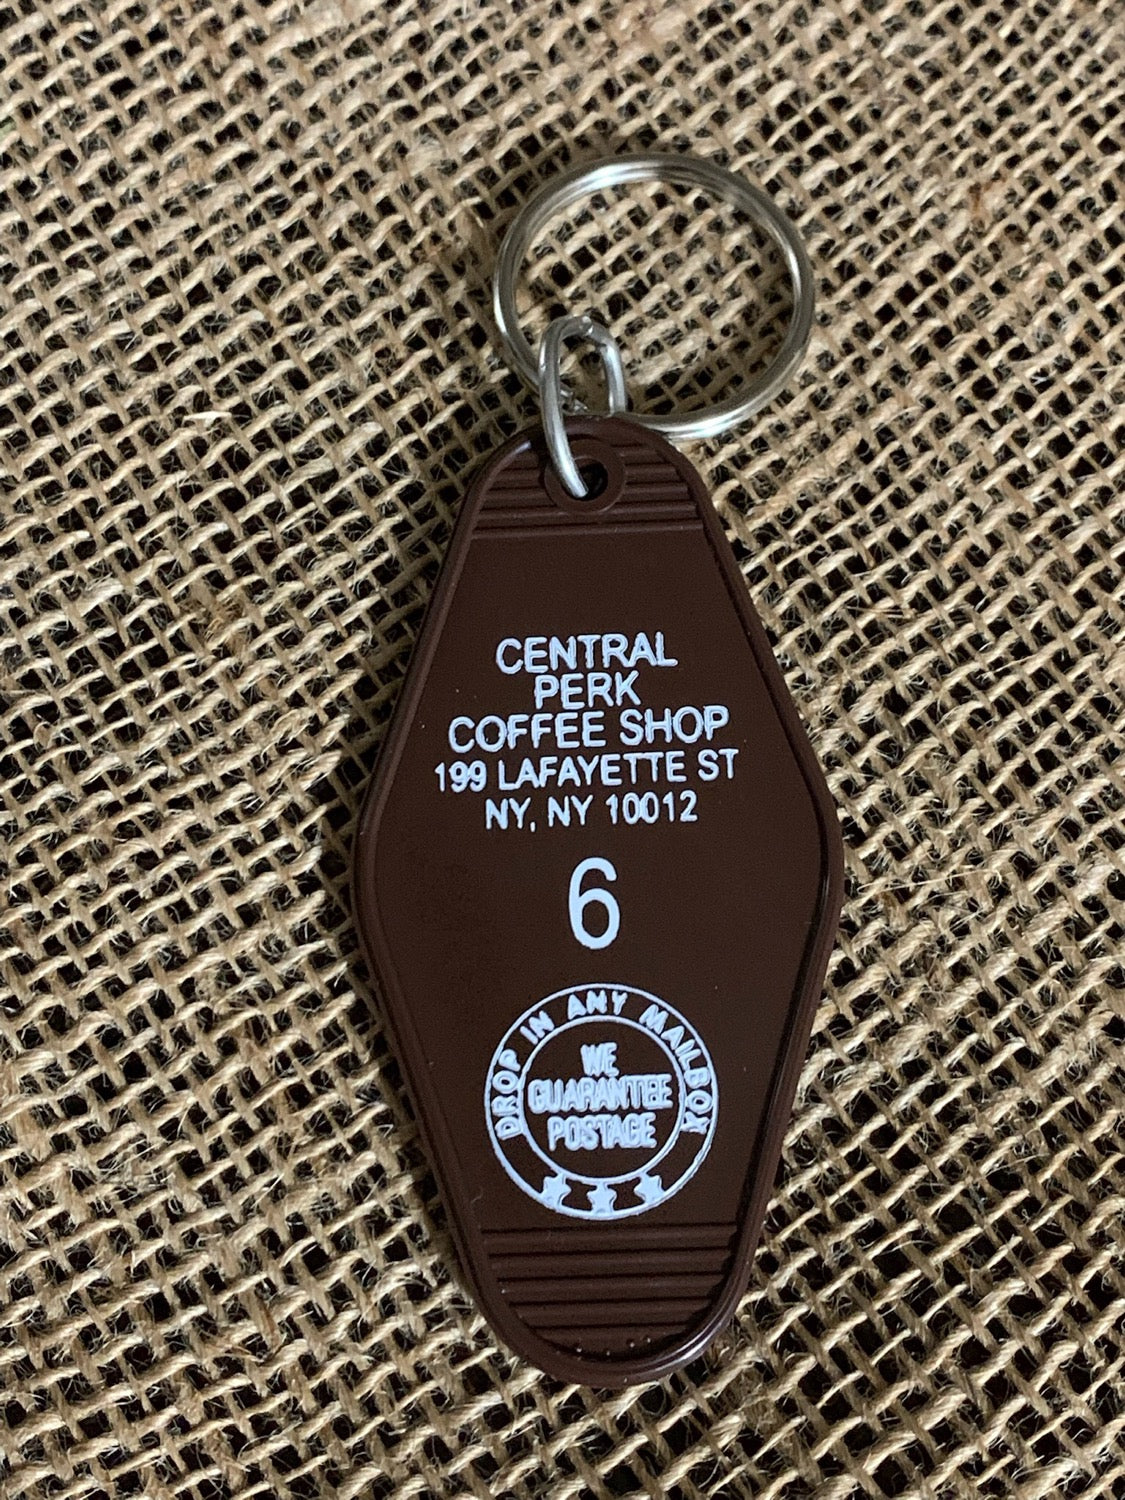 CENTRAL
PERK
COFFEE SHOP
199 LAFAYETTE ST
NY, NY 10012
6
DROP IN ANY MAILBOX
WE
GUARANTEE
POSTAGE